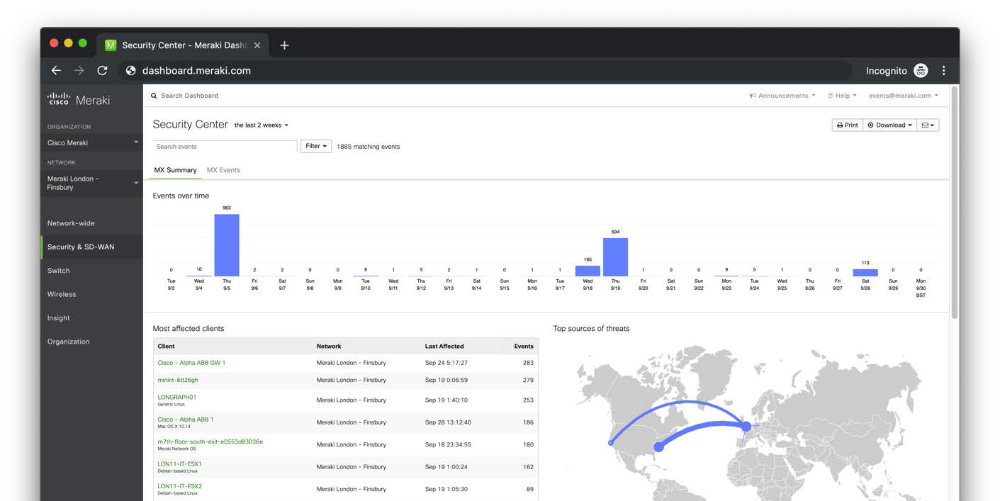 Security Center - Meraki Dash
dashboard.meraki.com
Incognito
cisco Meraki
Search Dashboard
Announcements
Help
events@meraki.com
ORGANIZATION
Cisco Meraki
NETWORK
Meraki London -
Finsbury
Network-wide
Security & SD-WAN
Switch
Wireless
Insight
Organization
Security Center the last 2 weeks
Print Download
Search events Filter 1885 matching events
MX Summary MX Events
Events over time
0 10 963 2 2 0 0 9 1 5 2 1 0 1 1 165 594 1 0 0 9 5 1 0 0 113 0 0
Tue Wed Thu Fri Sat Sun Mon Tue Wed Thu Fri Sat Sun Mon Tue Wed Thu Fri Sat Sun Mon Tue Wed Thu Fri Sat Sun Mon
9/3 9/4 9/5 9/6 9/7 9/8 9/9 9/10 9/11 9/12 9/13 9/14 9/15 9/16 9/17 9/18 9/19 9/20 9/21 9/22 9/23 9/24 9/25 9/26 9/27 9/28 9/29 9/30
BST
Most affected clients
Client Network Last Affected Events
Cisco - Alpha ABB GW 1 Meraki London - Finsbury Sep 24 5:17:27 283
minint-6tt26gh Meraki London - Finsbury Sep 19 0:06:59 279
LONGRAPH01 Meraki London - Finsbury Sep 19 1:40:10 253
Generic Linux
Cisco - Alpha ABB 1 Meraki London - Finsbury Sep 28 13:12:40 186
Mac OS X 10.14
m7th-floor-south-exit-e0553d83036e Meraki London - Finsbury Sep 18 23:34:55 180
Meraki Network OS
LON11-IT-ESX1 Meraki London - Finsbury Sep 19 1:00:24 162
Debian-based Linux
LON11-IT-ESX2 Meraki London - Finsbury Sep 19 1:05:30 89
Debian-based Linux
Top sources of threats